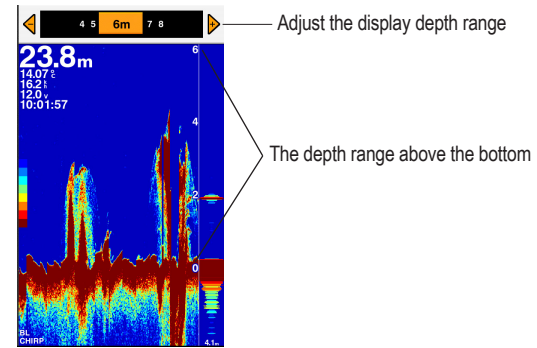 - 4 5 6m 7 8 +
Adjust the display depth range
23.8m
14.07 °C
16.2 k h
12.0 v
10:01:57
6
4
The depth range above the bottom
2
0
BL
CHIRP
4.1m